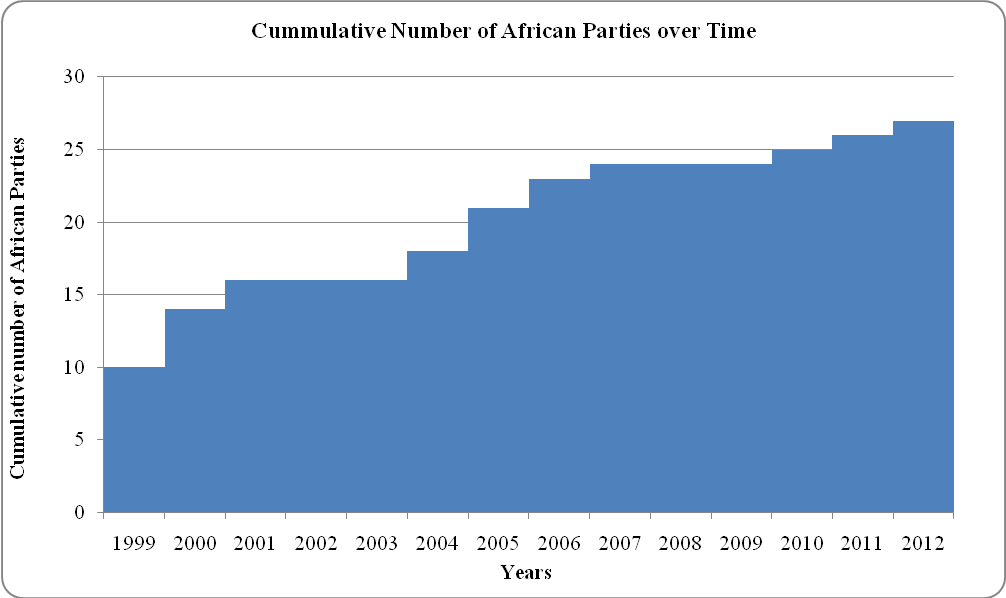 Cummulative Number of African Parties over Time
Cumulative number of African Parties
30
25
20
15
10
5
0
1999 2000 2001 2002 2003 2004 2005 2006 2007 2008 2009 2010 2011 2012
Years